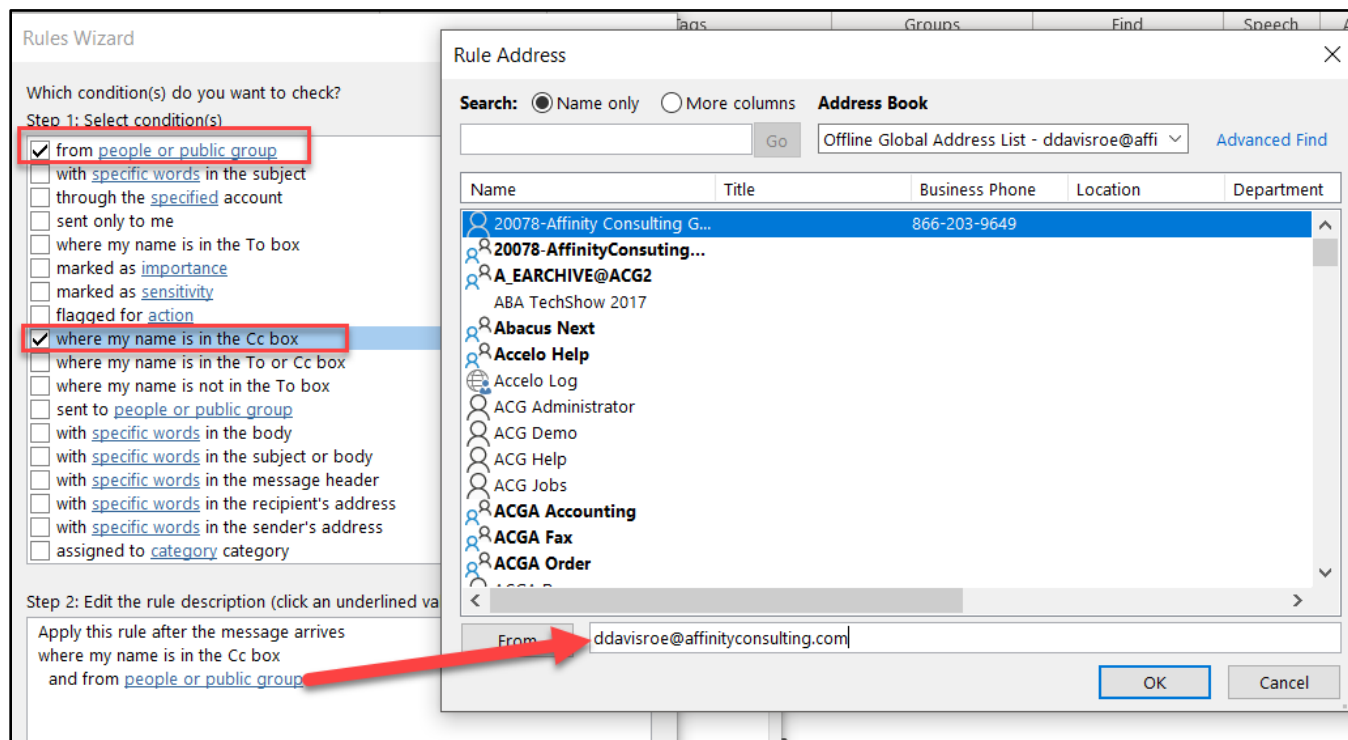 Tags Groups Find Speech
Rules Wizard
Which condition(s) do you want to check?
Step 1: Select condition(s)
from people or public group
with specific words in the subject
through the specified account
sent only to me
where my name is in the To box
marked as importance
marked as sensitivity
flagged for action
where my name is in the Cc box
where my name is in the To or Cc box
where my name is not in the To box
sent to people or public group
with specific words in the body
with specific words in the subject or body
with specific words in the message header
with specific words in the recipient's address
with specific words in the sender's address
assigned to category category
Step 2: Edit the rule description (click an underlined va
Apply this rule after the message arrives
where my name is in the Cc box
and from people or public group
Rule Address
Search: Name only More columns Address Book
Go Offline Global Address List - ddavisroe@affi Advanced Find
Name Title Business Phone Location Department
20078-Affinity Consulting G... 866-203-9649
20078-AffinityConsuting...
A_EARCHIVE@ACG2
ABA TechShow 2017
Abacus Next
Accelo Help
Accelo Log
ACG Administrator
ACG Demo
ACG Help
ACG Jobs
ACGA Accounting
ACGA Fax
ACGA Order
From ddavisroe@affinityconsulting.com
OK Cancel